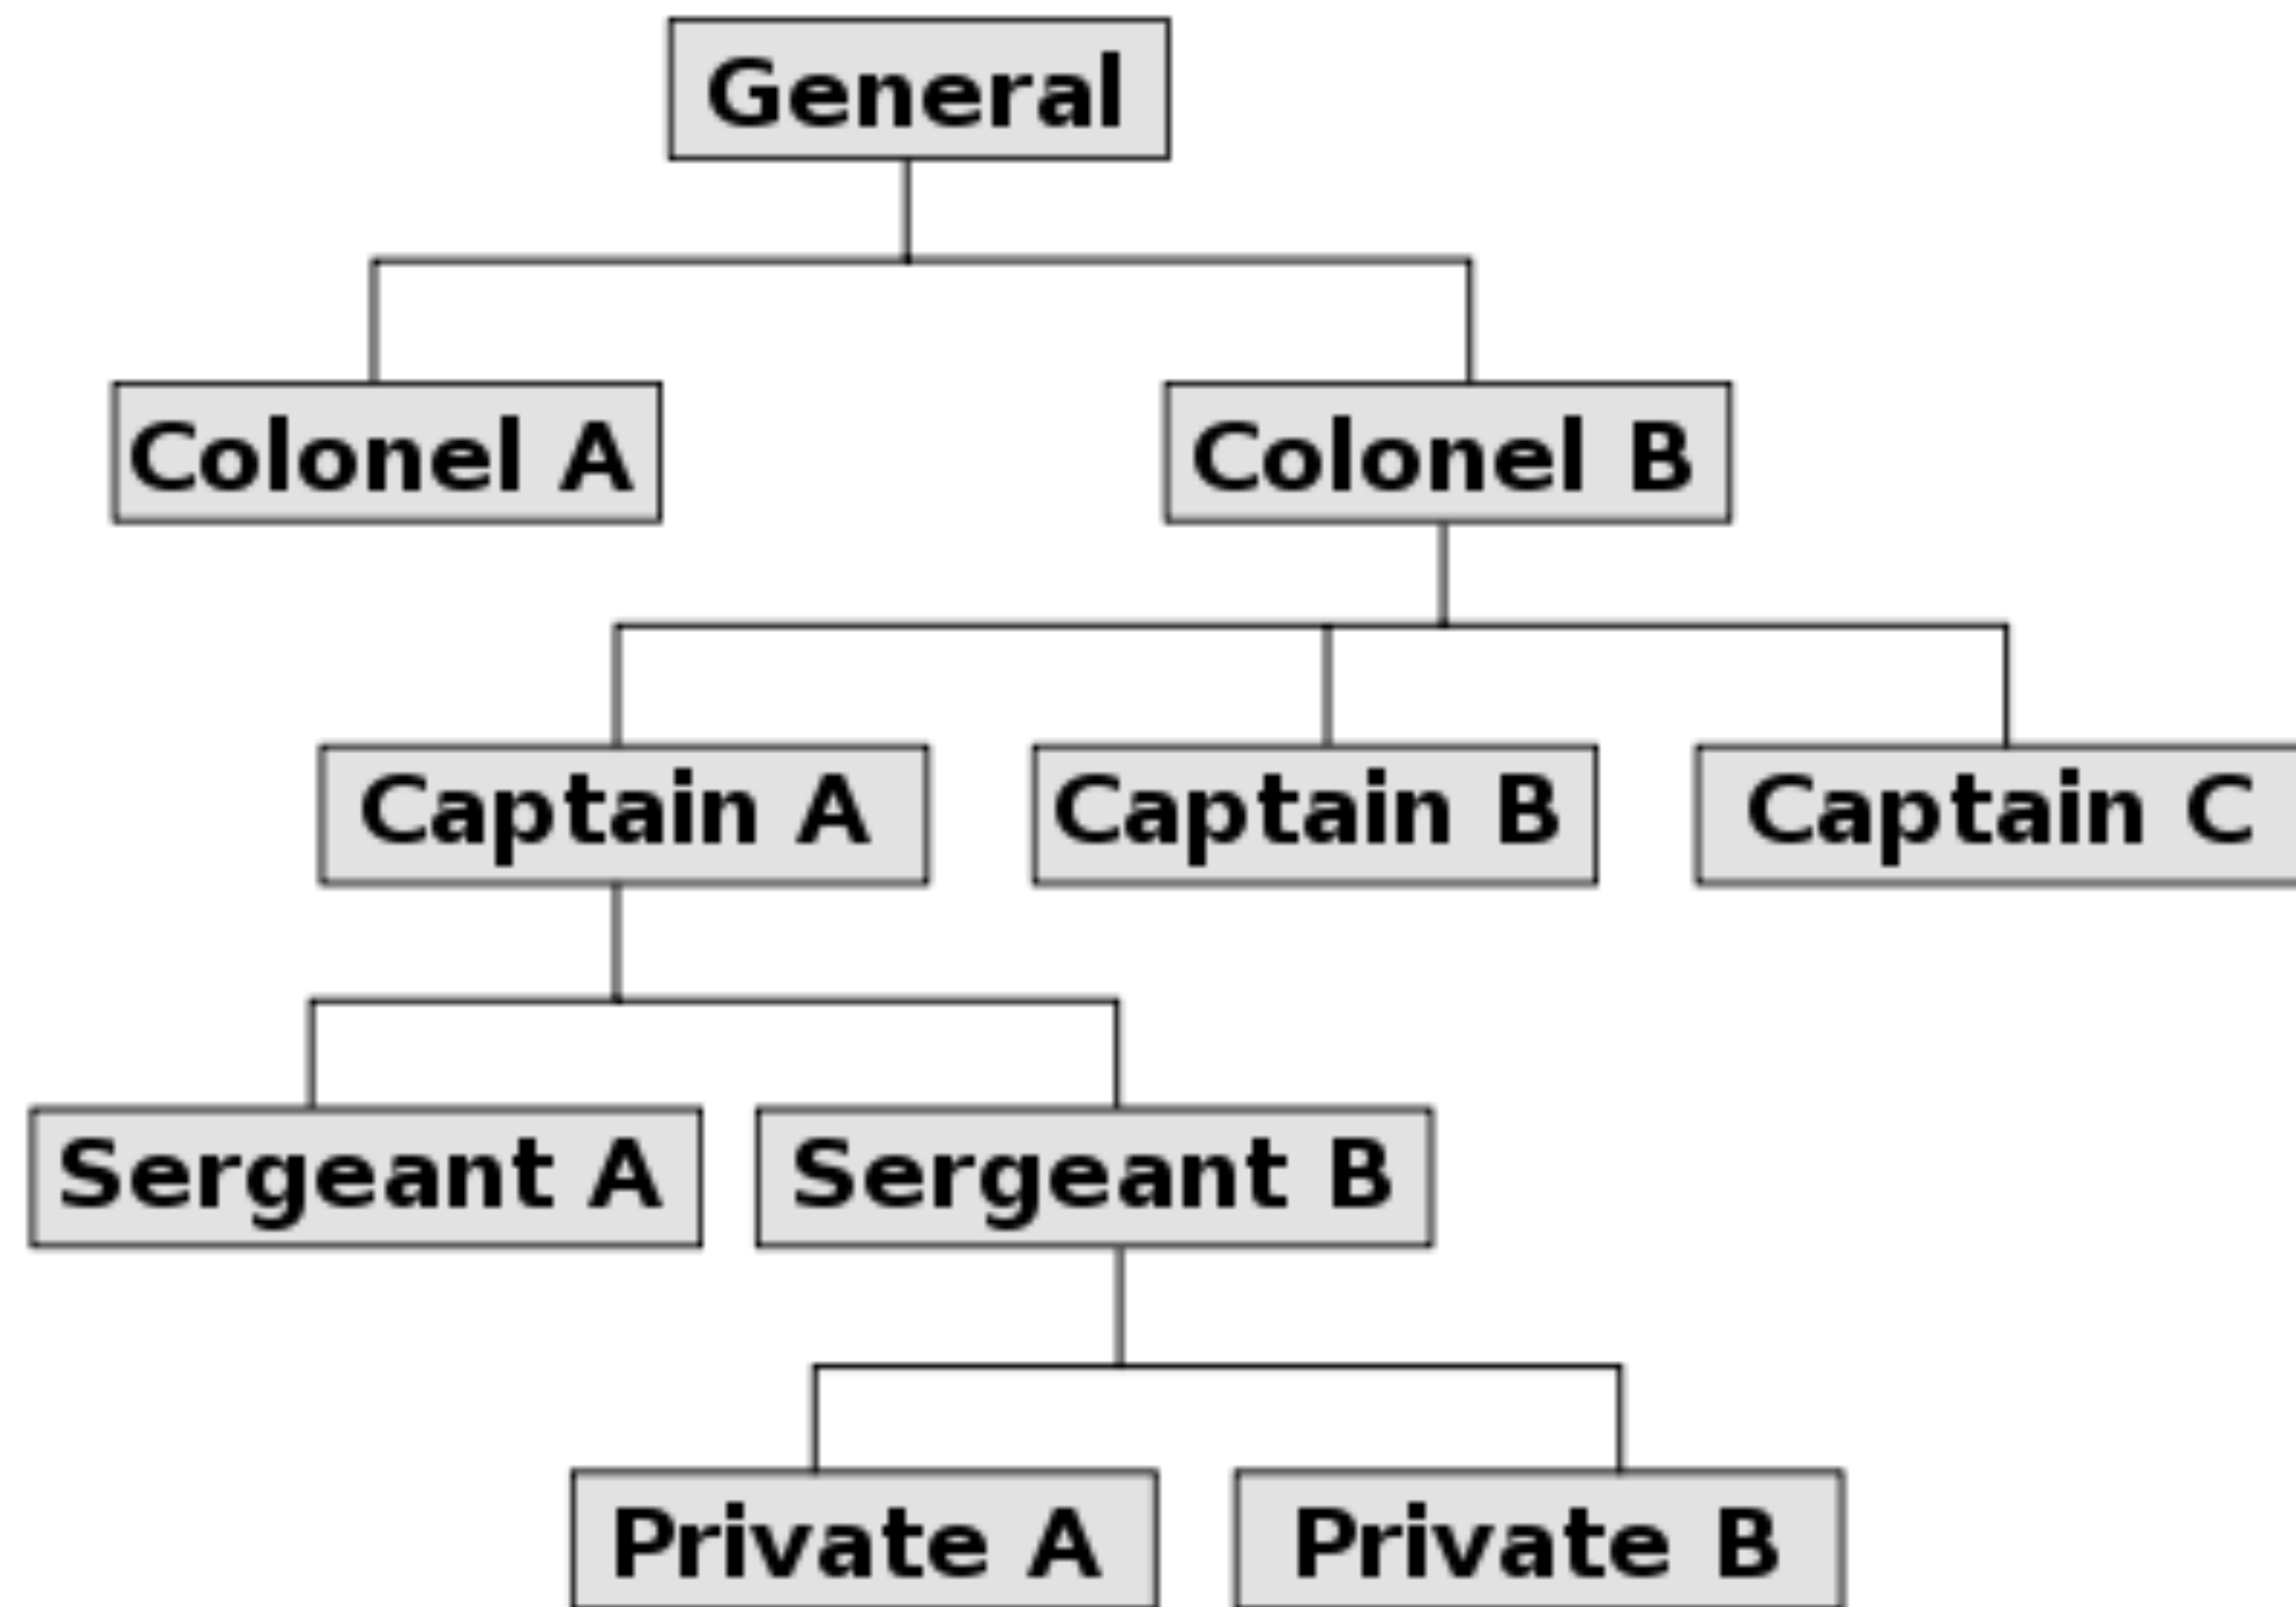 General
Colonel A
Colonel B
Captain A
Captain B
Captain C
Sergeant A
Sergeant B
Private A
Private B